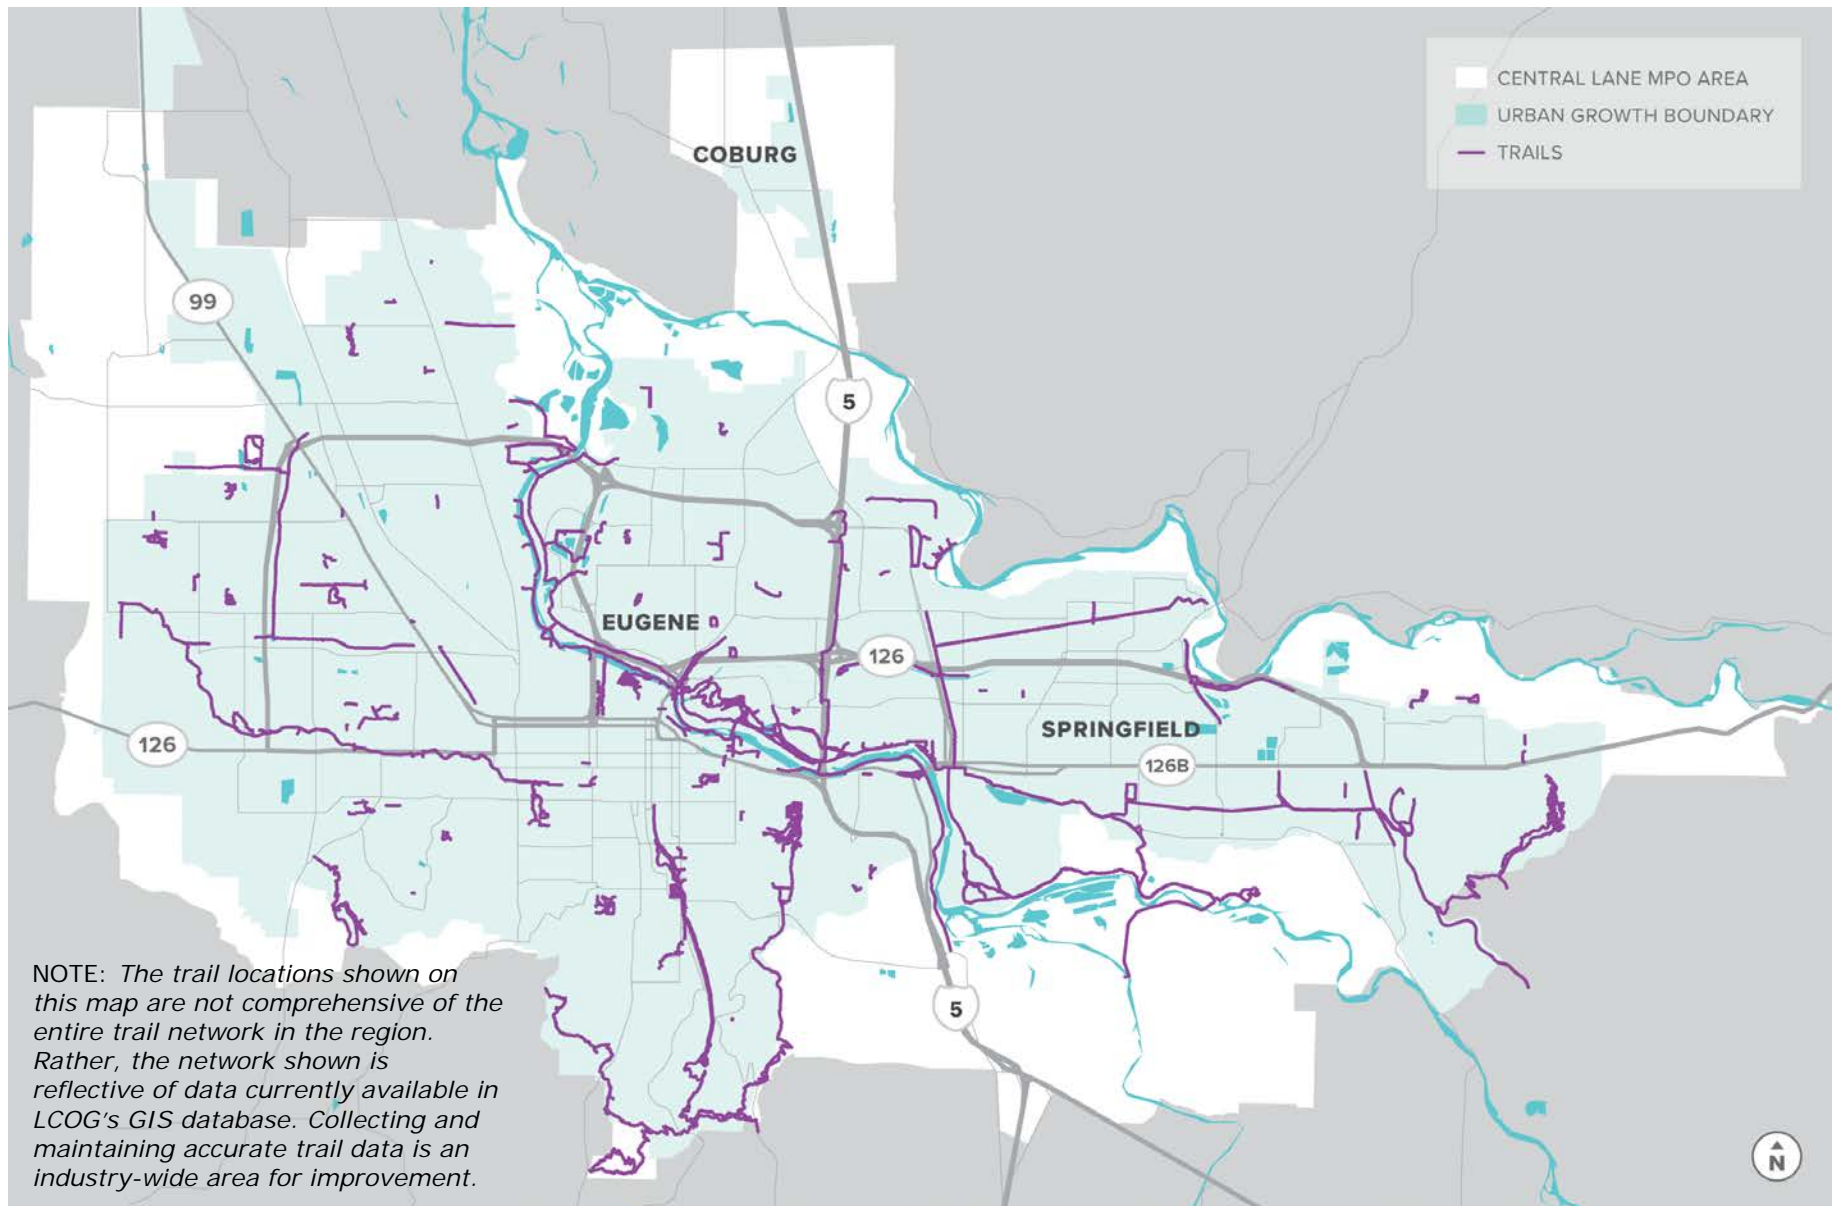 CENTRAL LANE MPO AREA
URBAN GROWTH BOUNDARY
TRAILS
COBURG
99
5
EUGENE
126
SPRINGFIELD
126
126B
5
NOTE: The trail locations shown on
this map are not comprehensive of the
entire trail network in the region.
Rather, the network shown is
reflective of data currently available in
LCOG's GIS database. Collecting and
maintaining accurate trail data is an
industry-wide area for improvement.
N